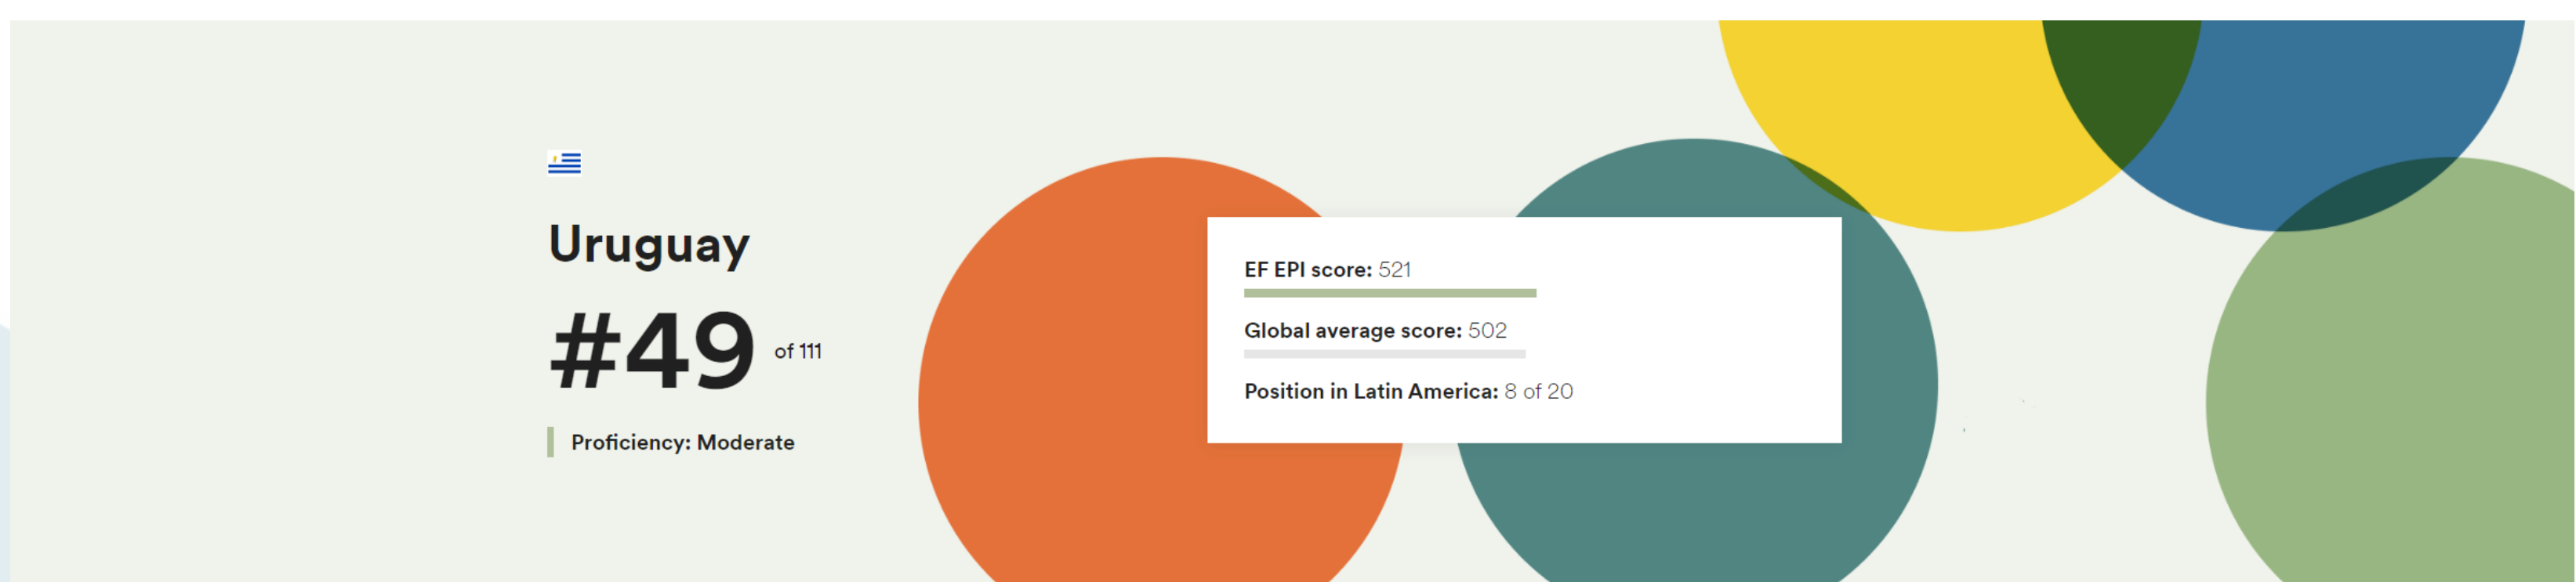 Uruguay
#49 of 111
Proficiency: Moderate
EF EPI score: 521
Global average score: 502
Position in Latin America: 8 of 20